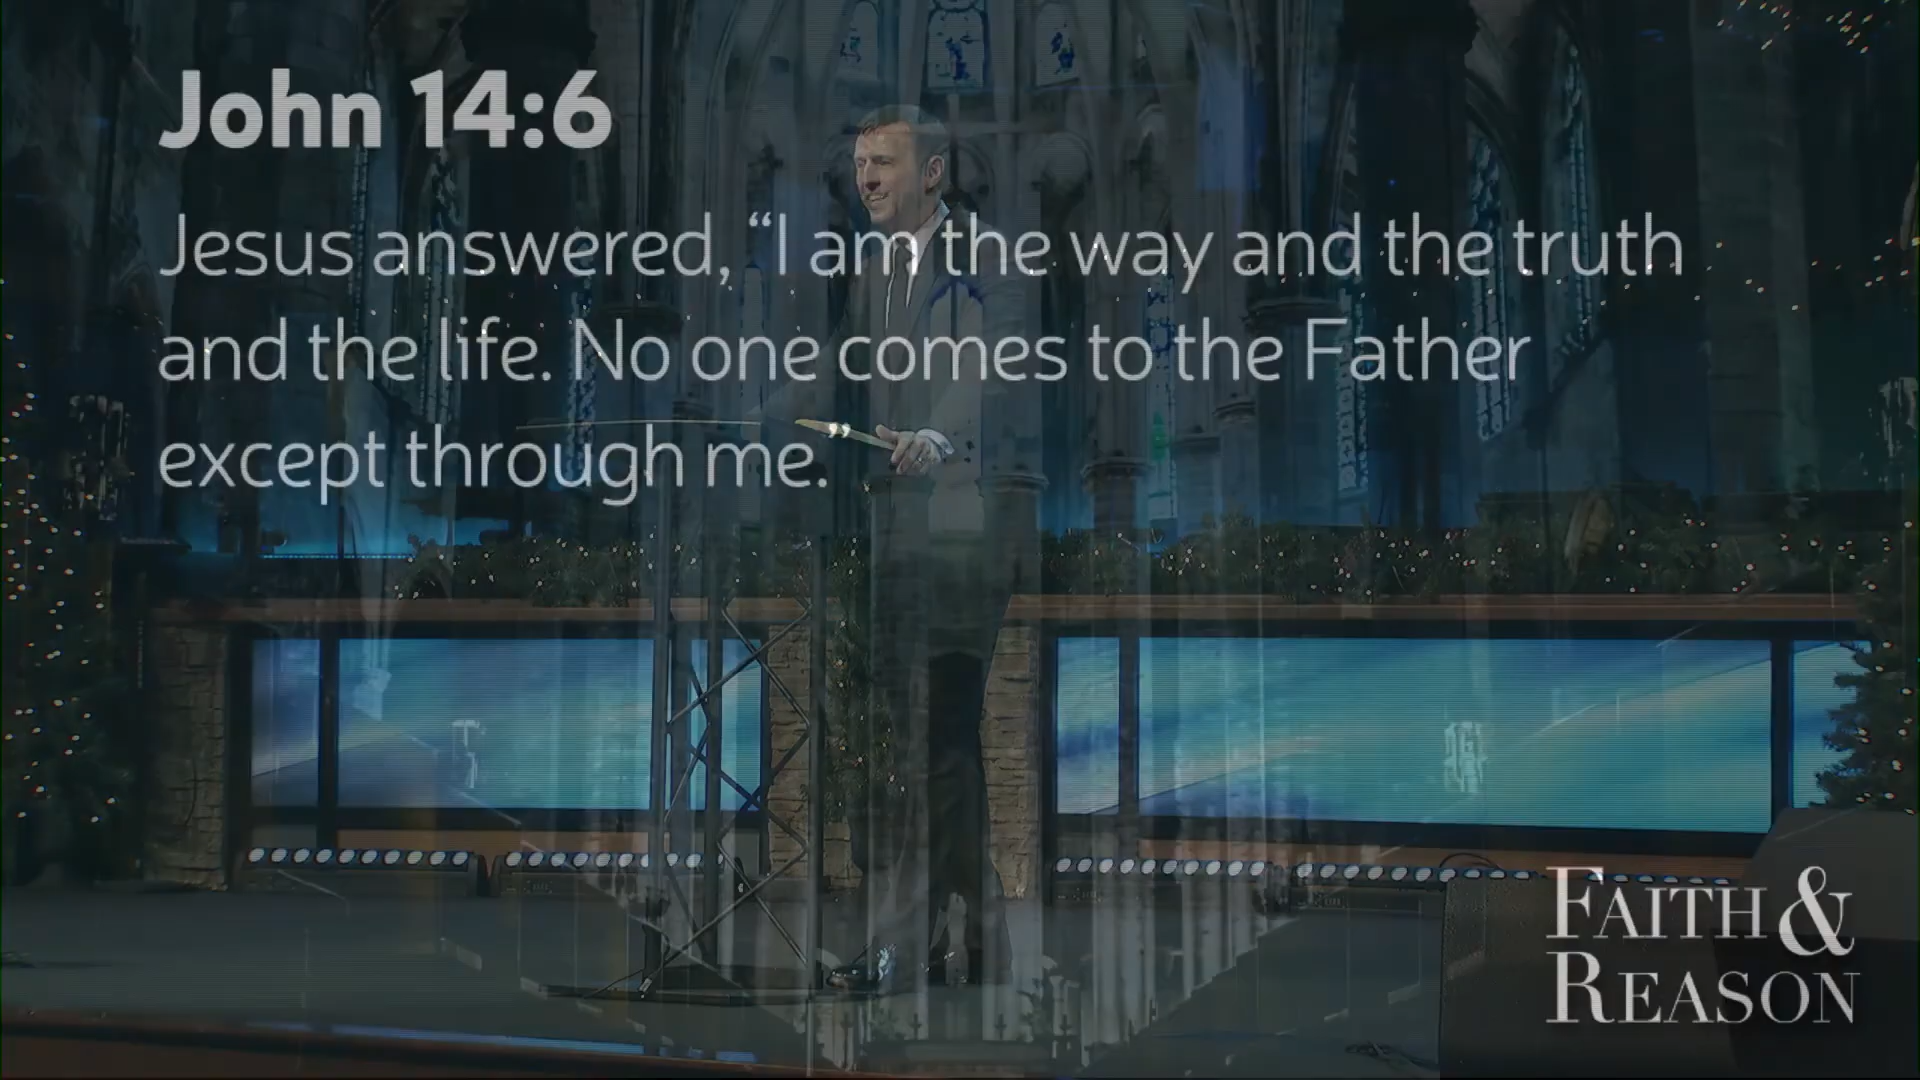 John 14:6
Jesus answered, “I am the way and the truth
and the life. No one comes to the Father
except through me.
FAITH &
REASON